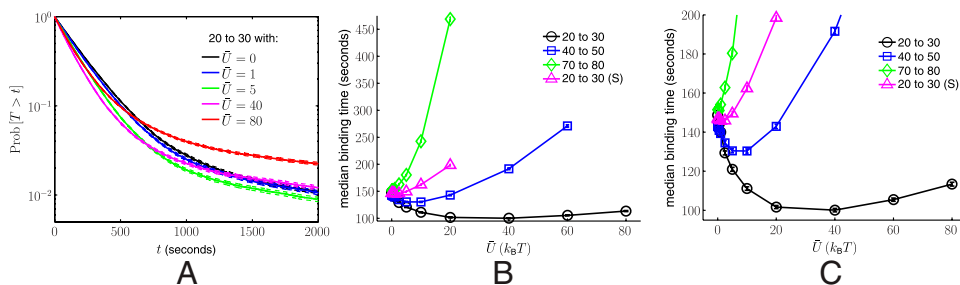 10⁰
10⁻¹
10⁻²
Prob[T > t]
20 to 30 with:
Ū = 0
Ū = 1
Ū = 5
Ū = 40
Ū = 80
0 500 1000 1500 2000
t (seconds)
A
median binding time (seconds)
450
400
350
300
250
200
150
100
20 to 30
40 to 50
70 to 80
20 to 30 (S)
0 20 40 60 80
Ū (k_BT)
B
median binding time (seconds)
200
180
160
140
120
100
20 to 30
40 to 50
70 to 80
20 to 30 (S)
0 20 40 60 80
Ū (k_BT)
C